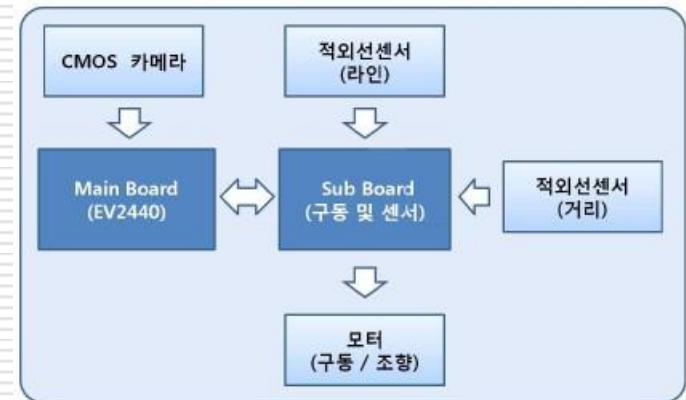 CMOS 카메라
적외선센서
(라인)
Main Board
(EV2440)
Sub Board
(구동 및 센서)
적외선센서
(거리)
모터
(구동 / 조향)